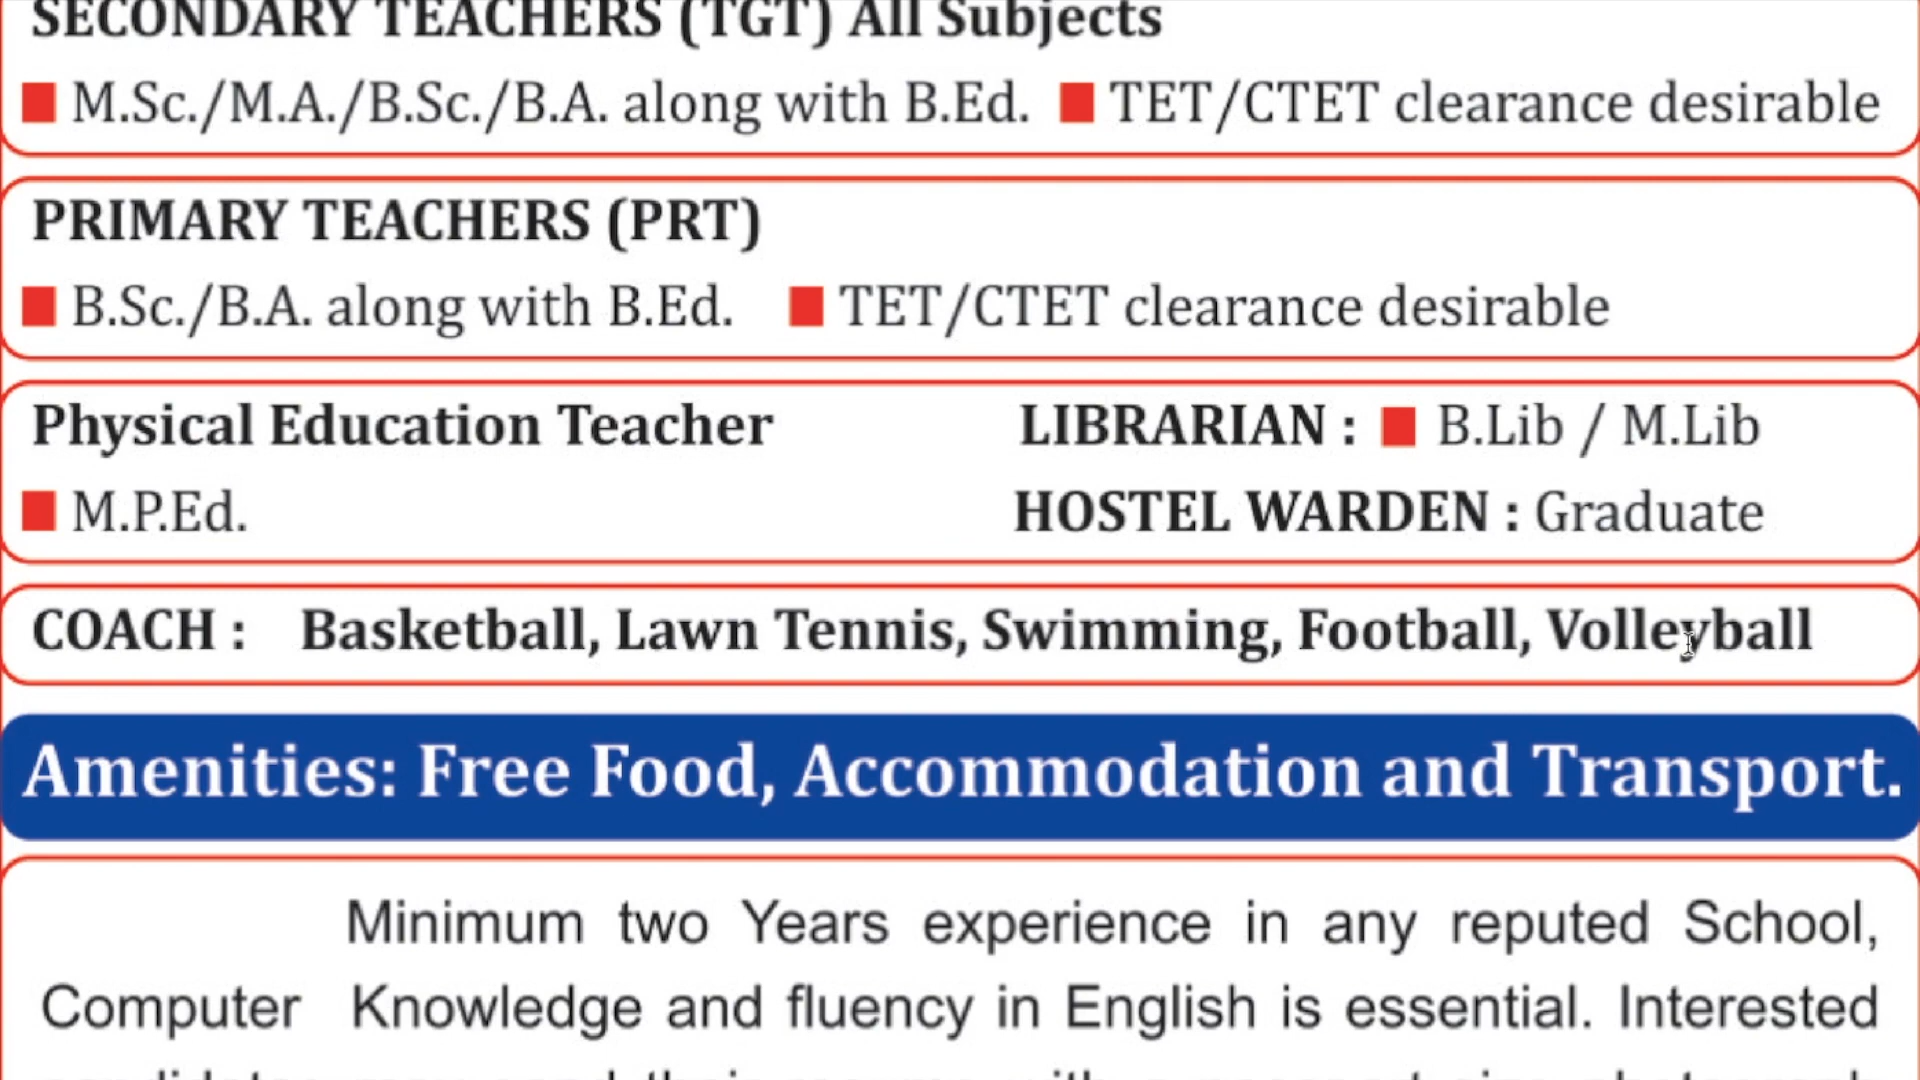 SECONDARY TEACHERS (TGT) All Subjects
M.Sc./M.A./B.Sc./B.A. along with B.Ed. TET/CTET clearance desirable
PRIMARY TEACHERS (PRT)
B.Sc./B.A. along with B.Ed. TET/CTET clearance desirable
Physical Education Teacher
M.P.Ed.
LIBRARIAN : B.Lib / M.Lib
HOSTEL WARDEN : Graduate
COACH : Basketball, Lawn Tennis, Swimming, Football, Volleyball
Amenities: Free Food, Accommodation and Transport.
Minimum two Years experience in any reputed School,
Computer Knowledge and fluency in English is essential. Interested